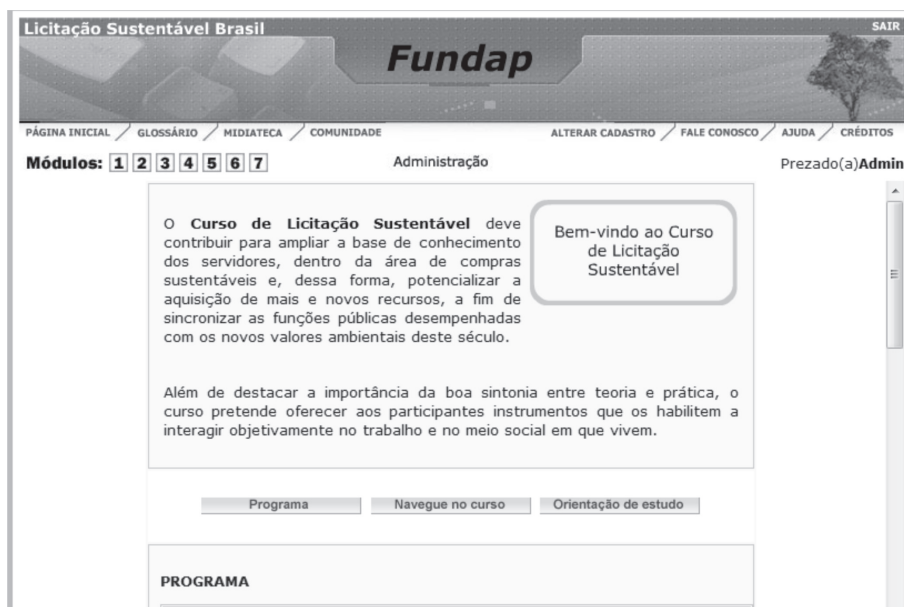 Licitação Sustentável Brasil
SAIR
Fundap
PÁGINA INICIAL GLOSSÁRIO MIDIATECA COMUNIDADE ALTERAR CADASTRO FALE CONOSCO AJUDA CRÉDITOS
Módulos: 1 2 3 4 5 6 7 Administração Prezado(a)Admin
O Curso de Licitação Sustentável deve
contribuir para ampliar a base de conhecimento
dos servidores, dentro da área de compras
sustentáveis e, dessa forma, potencializar a
aquisição de mais e novos recursos, a fim de
sincronizar as funções públicas desempenhadas
com os novos valores ambientais deste século.
Bem-vindo ao Curso
de Licitação
Sustentável
Além de destacar a importância da boa sintonia entre teoria e prática, o
curso pretende oferecer aos participantes instrumentos que os habilitem a
interagir objetivamente no trabalho e no meio social em que vivem.
Programa Navegue no curso Orientação de estudo
PROGRAMA